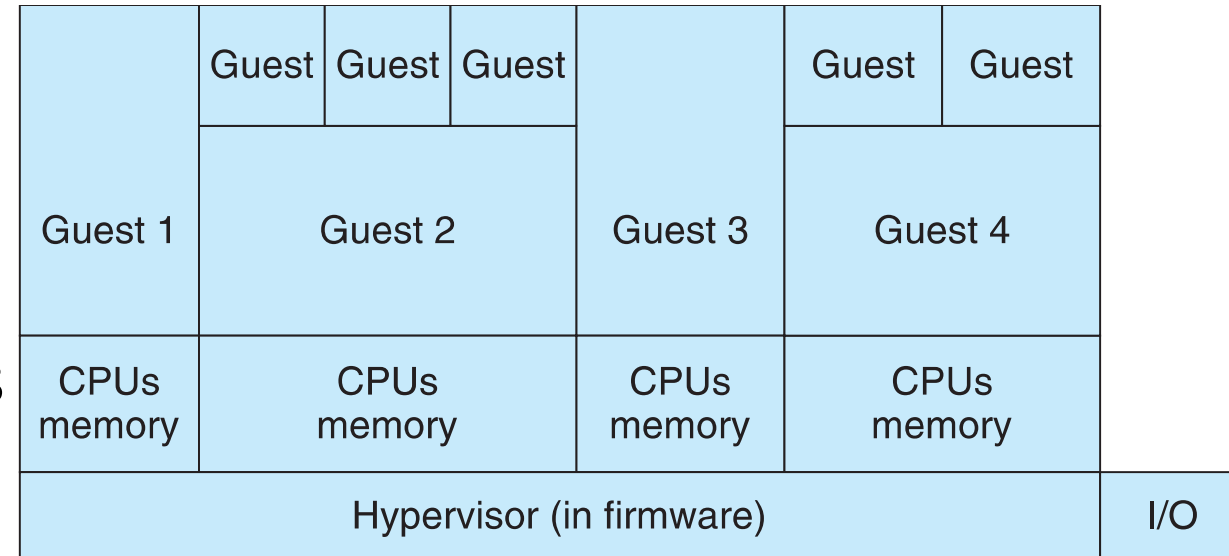 Guest Guest Guest Guest Guest
Guest 1 Guest 2 Guest 3 Guest 4
CPUs CPUs CPUs CPUs
memory memory memory memory
Hypervisor (in firmware) I/O